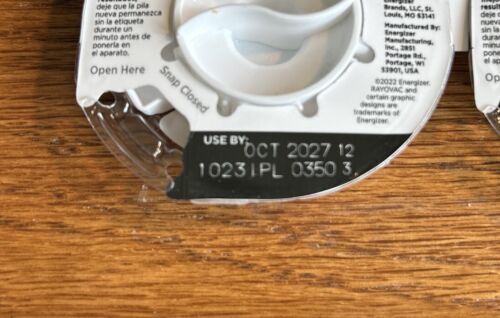 deje que la pila
nueva permanezca
sin la etiqueta
durante un
minuto antes de
ponerla en
el aparato.
Open Here
Snap Closed
Energizer
Brands, LLC, St.
Louis, MO 63141
Manufactured By:
Energizer
Manufacturing,
Inc., 2851
Portage Rd.,
Portage, WI
53901, USA
©2022 Energizer.
RAYOVAC and
certain graphic
designs are
trademarks of
Energizer.
USE BY:
OCT 2027 12
10231PL 0350 3.